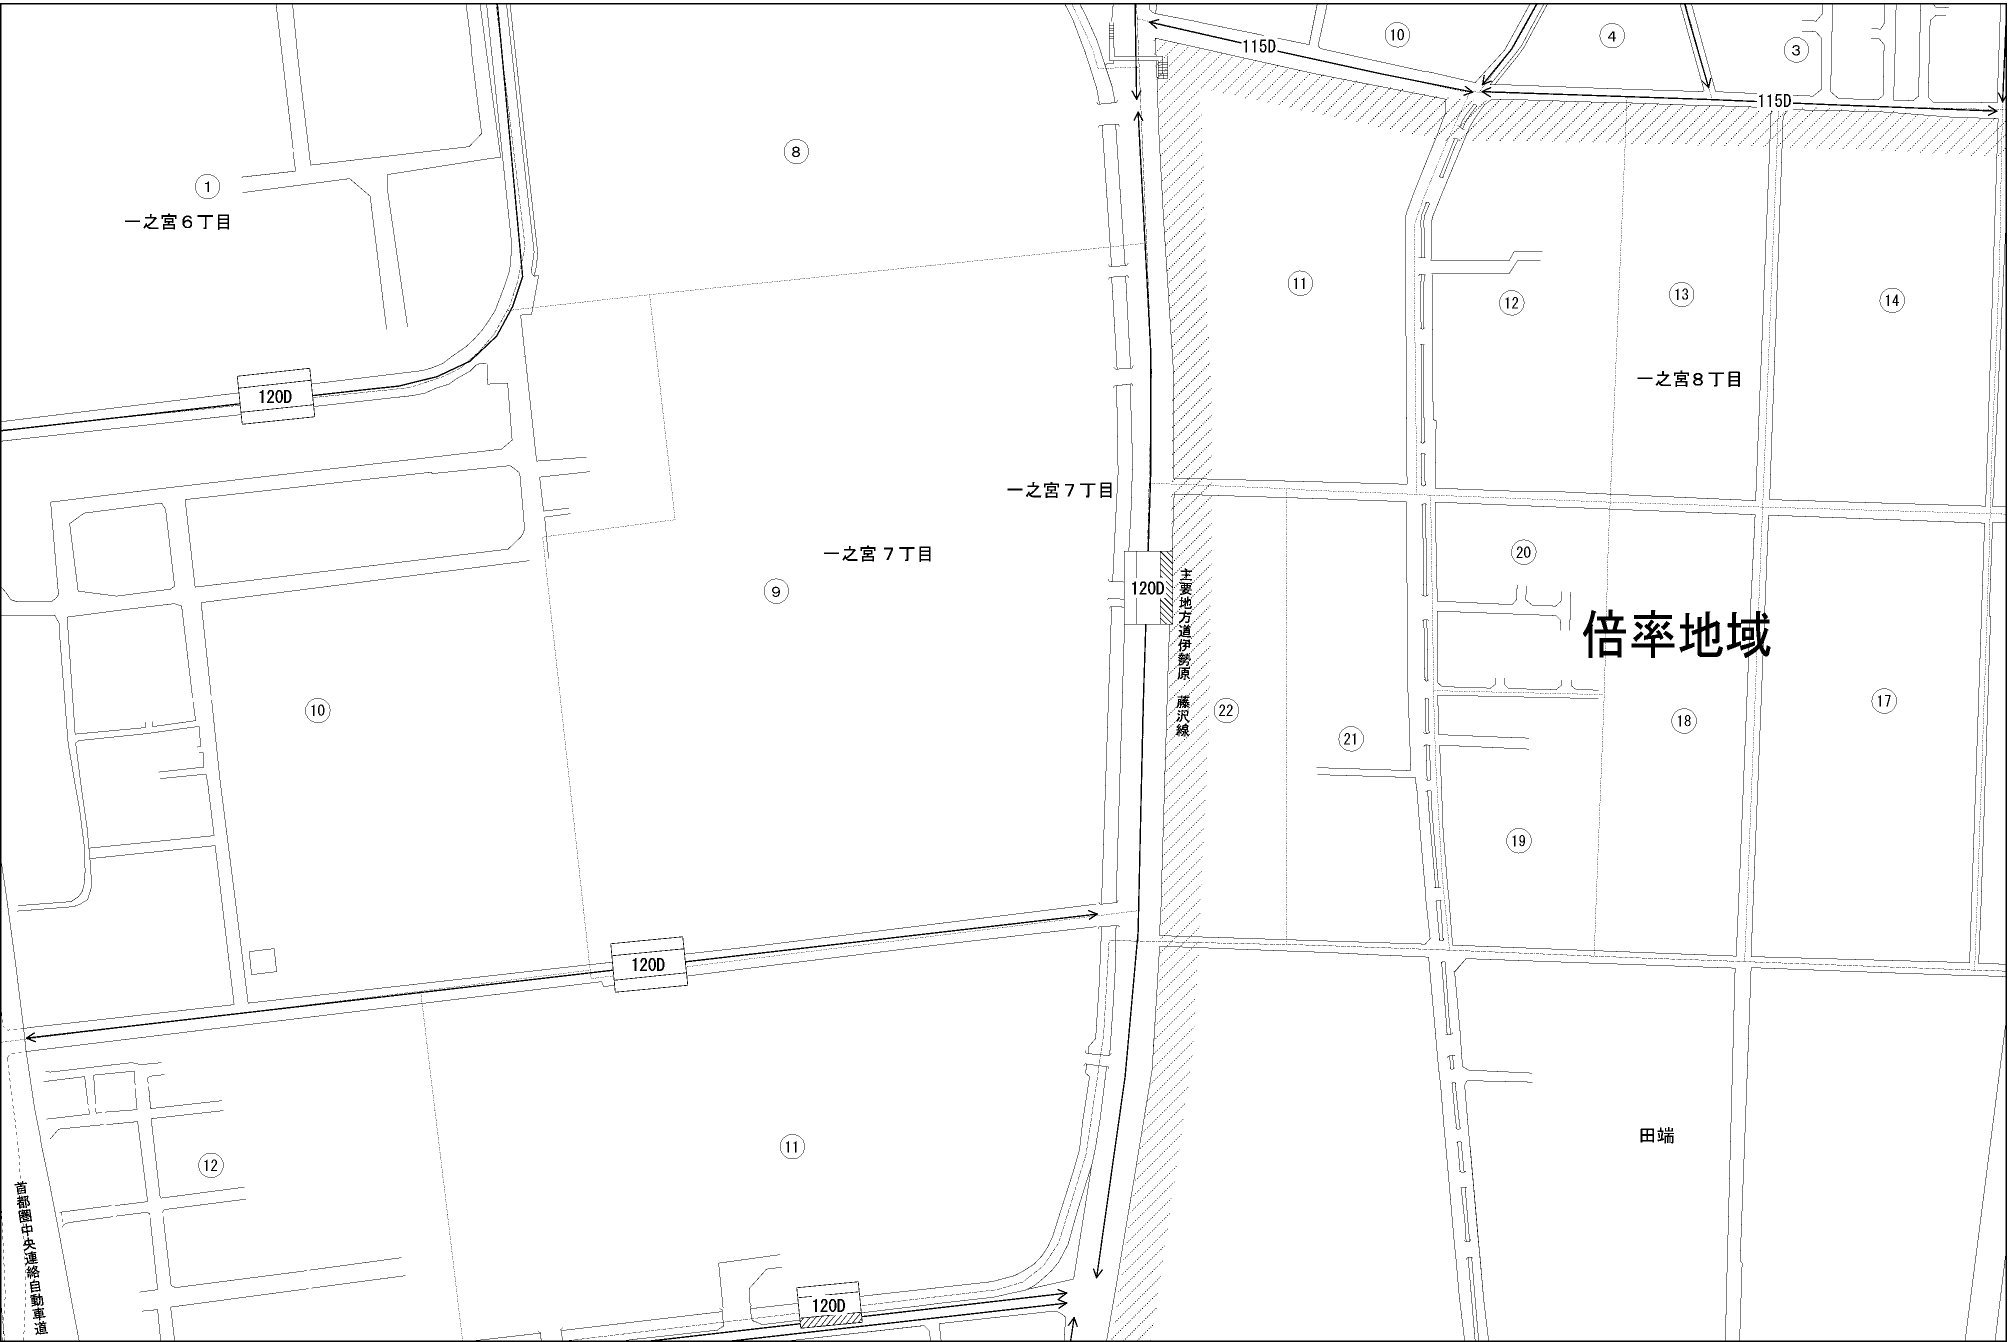 115D
10
4
3
115D
8
1
一之宮６丁目
11
12
13
14
一之宮８丁目
120D
一之宮７丁目
一之宮７丁目
9
120D
主要地方道伊勢原 藤沢線
20
倍率地域
10
22
21
18
17
19
120D
田端
11
12
首都圏中央連絡自動車道
120D